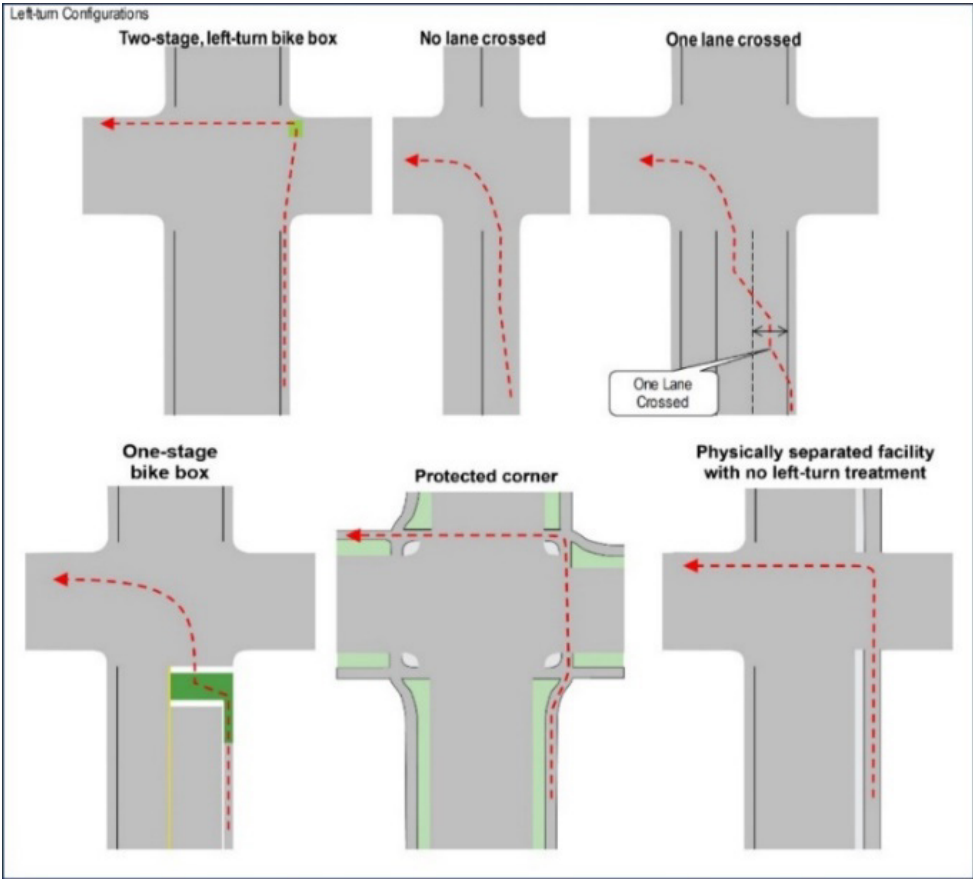 Left-turn Configurations
Two-stage, left-turn bike box
No lane crossed
One lane crossed
One Lane
Crossed
One-stage
bike box
Protected corner
Physically separated facility
with no left-turn treatment